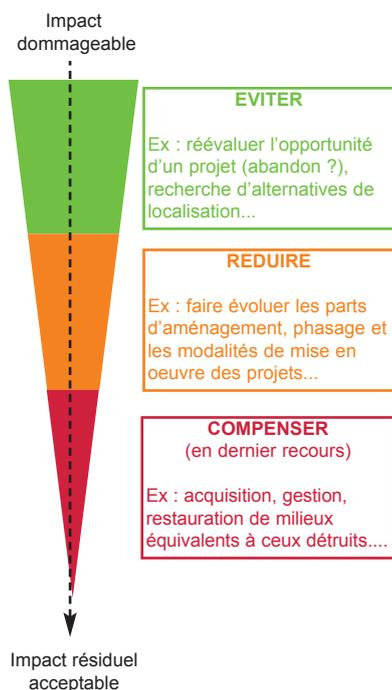 Impact
dommageable
EVITER
Ex : réévaluer l'opportunité
d'un projet (abandon ?),
recherche d'alternatives de
localisation...
REDUIRE
Ex : faire évoluer les parts
d'aménagement, phasage et
les modalités de mise en
oeuvre des projets...
COMPENSER
(en dernier recours)
Ex : acquisition, gestion,
restauration de milieux
équivalents à ceux détruits....
Impact résiduel
acceptable